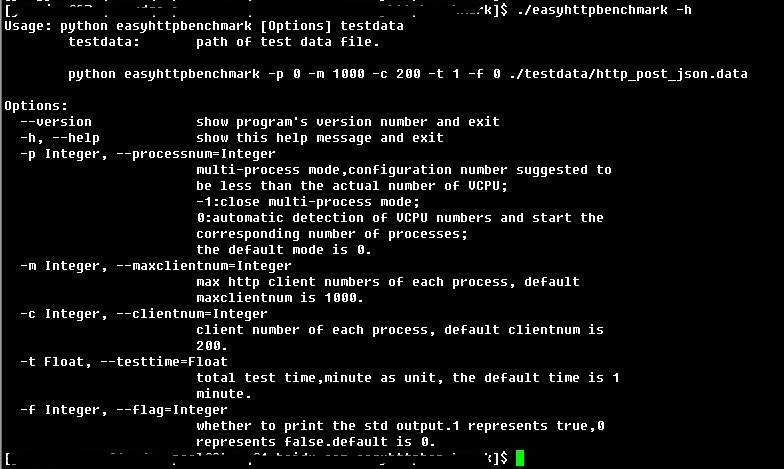 rk]$ ./easyhttpbenchmark -h
Usage: python easyhttpbenchmark [Options] testdata
testdata: path of test data file.
python easyhttpbenchmark -p 0 -m 1000 -c 200 -t 1 -f 0 ./testdata/http_post_json.data
Options:
--version show program's version number and exit
-h, --help show this help message and exit
-p Integer, --processnum=Integer
multi-process mode,configuration number suggested to
be less than the actual number of VCPU;
-1:close multi-process mode;
0:automatic detection of VCPU numbers and start the
corresponding number of processes;
the default mode is 0.
-m Integer, --maxclientnum=Integer
max http client numbers of each process, default
maxclientnum is 1000.
-c Integer, --clientnum=Integer
client number of each process, default clientnum is
200.
-t Float, --testtime=Float
total test time,minute as unit, the default time is 1
minute.
-f Integer, --flag=Integer
whether to print the std output.1 represents true,0
represents false.default is 0.
[ k]$